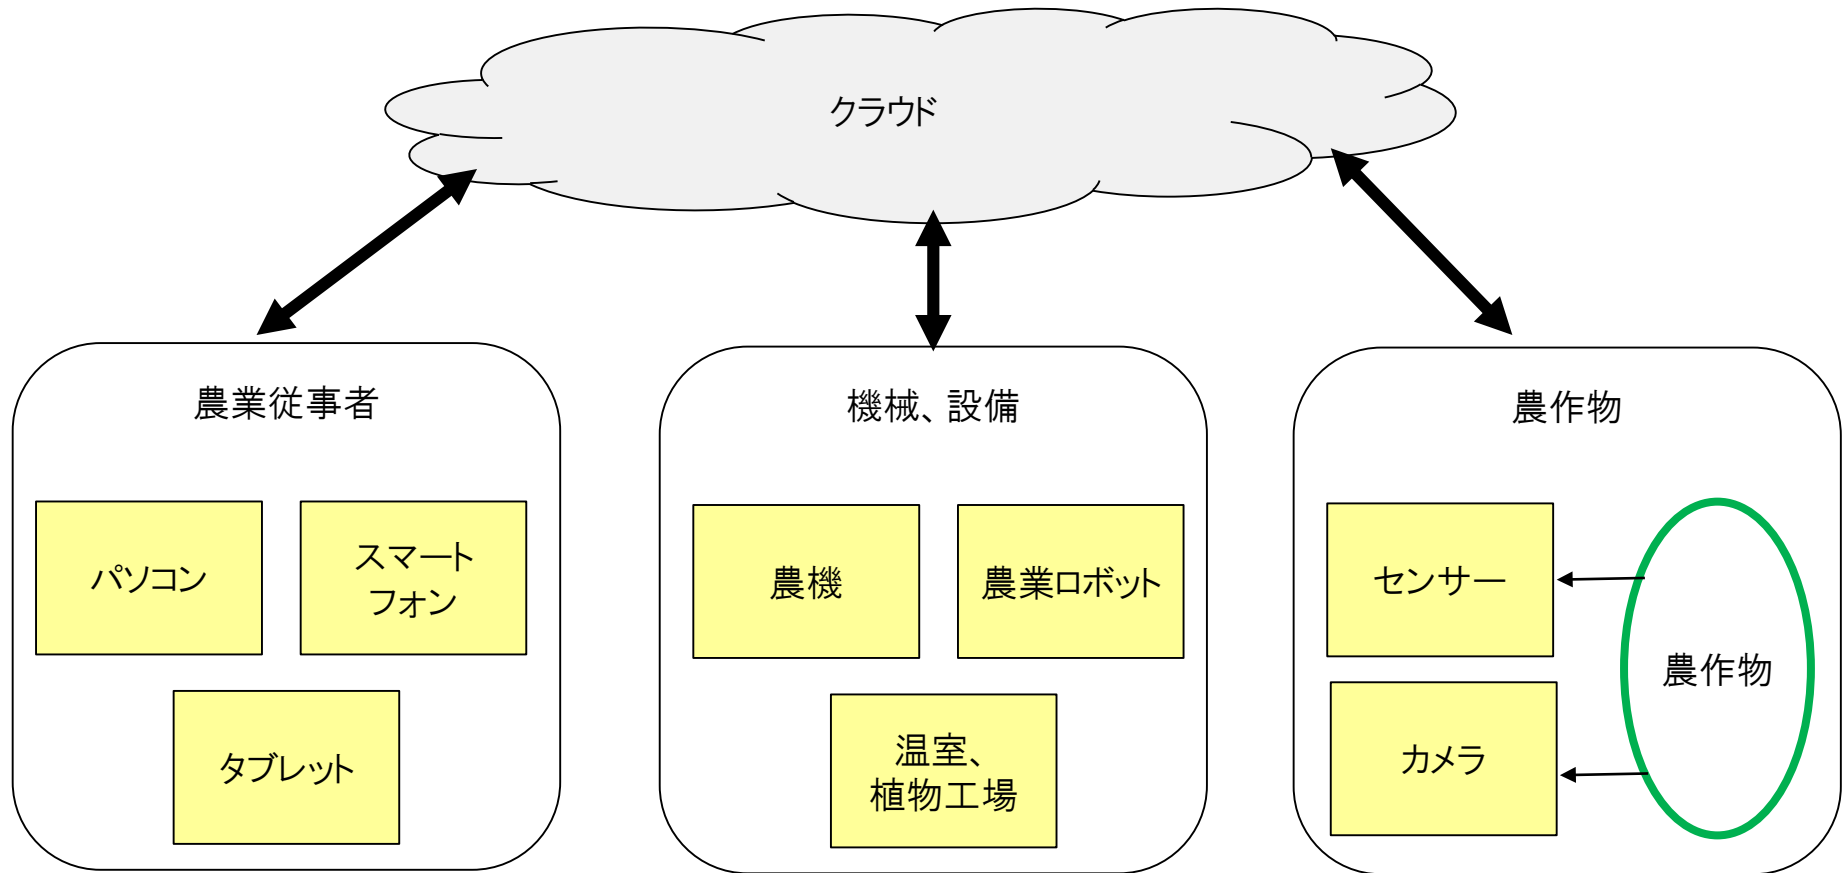 クラウド
農業従事者
パソコン
スマート
フォン
タブレット
機械、設備
農機
農業ロボット
温室、
植物工場
農作物
センサー
カメラ
農作物